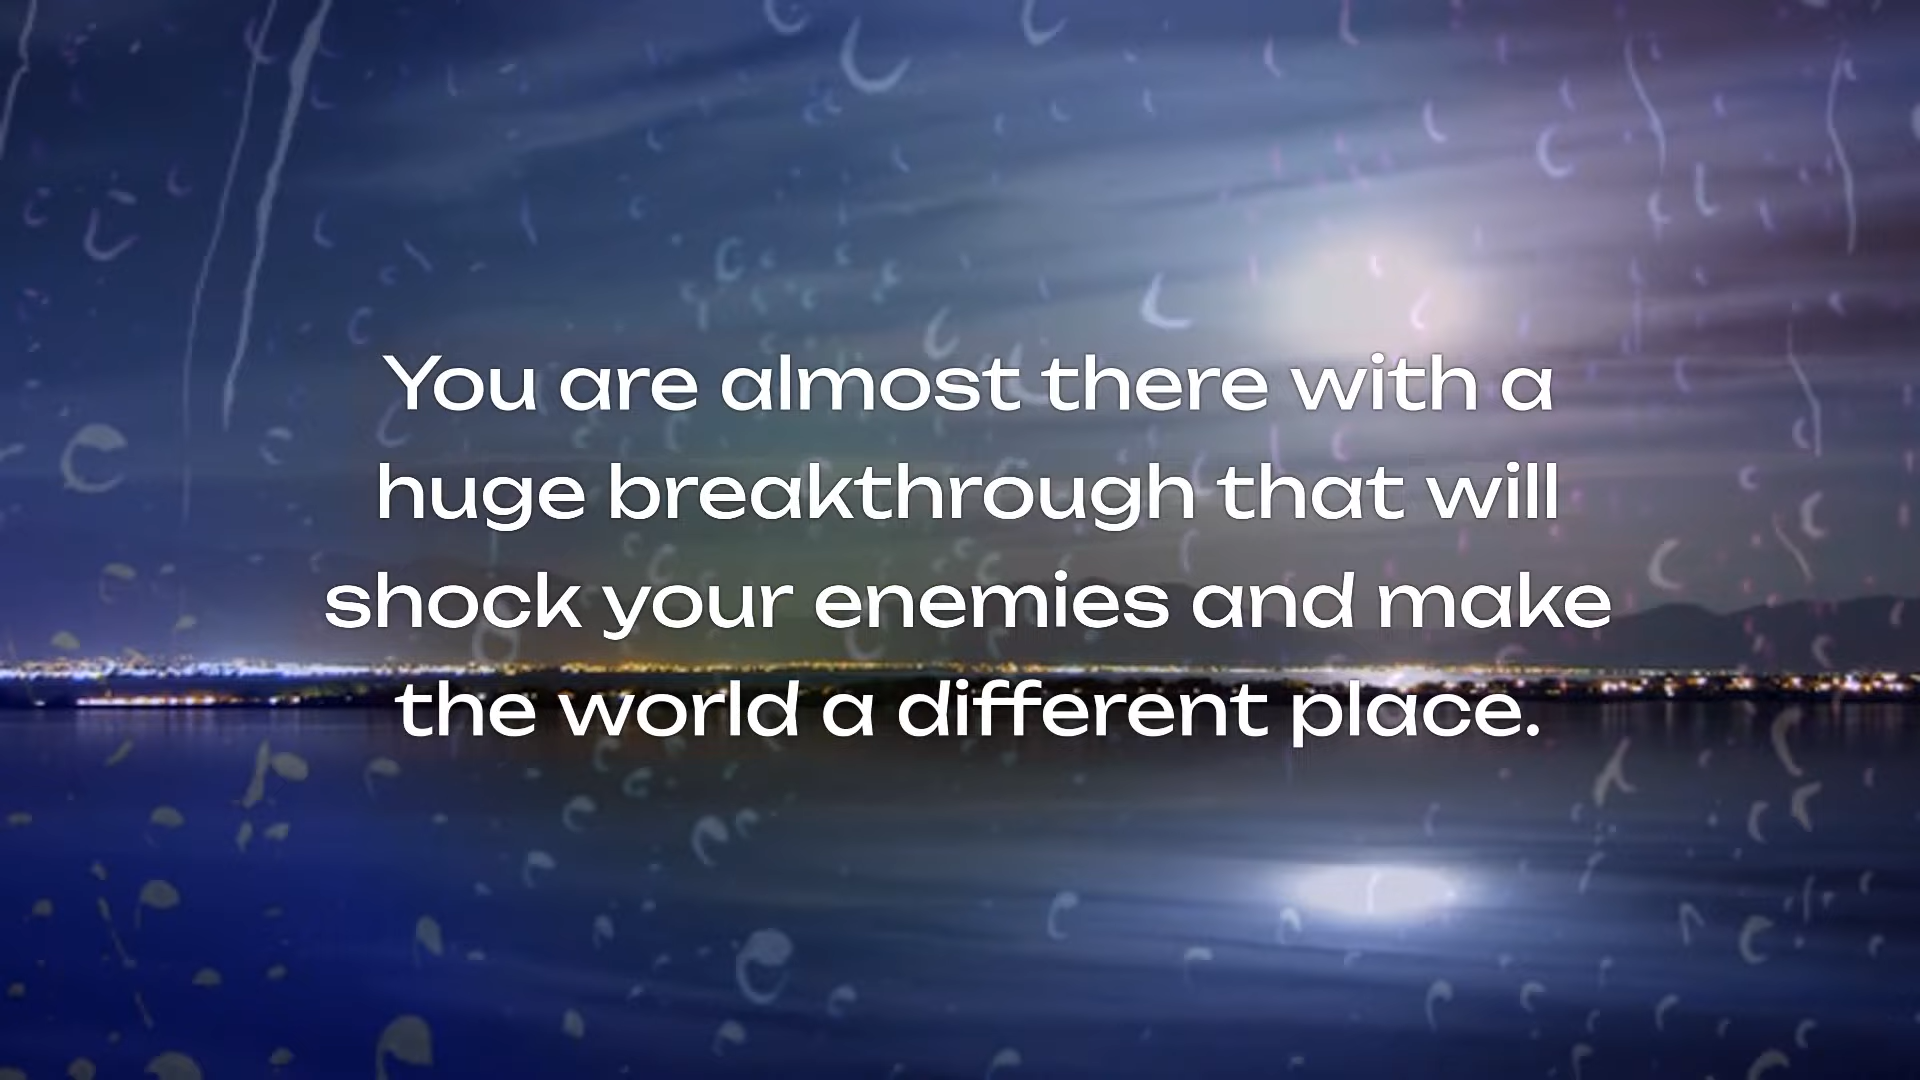 You are almost there with a
huge breakthrough that will
shock your enemies and make
the world a different place.